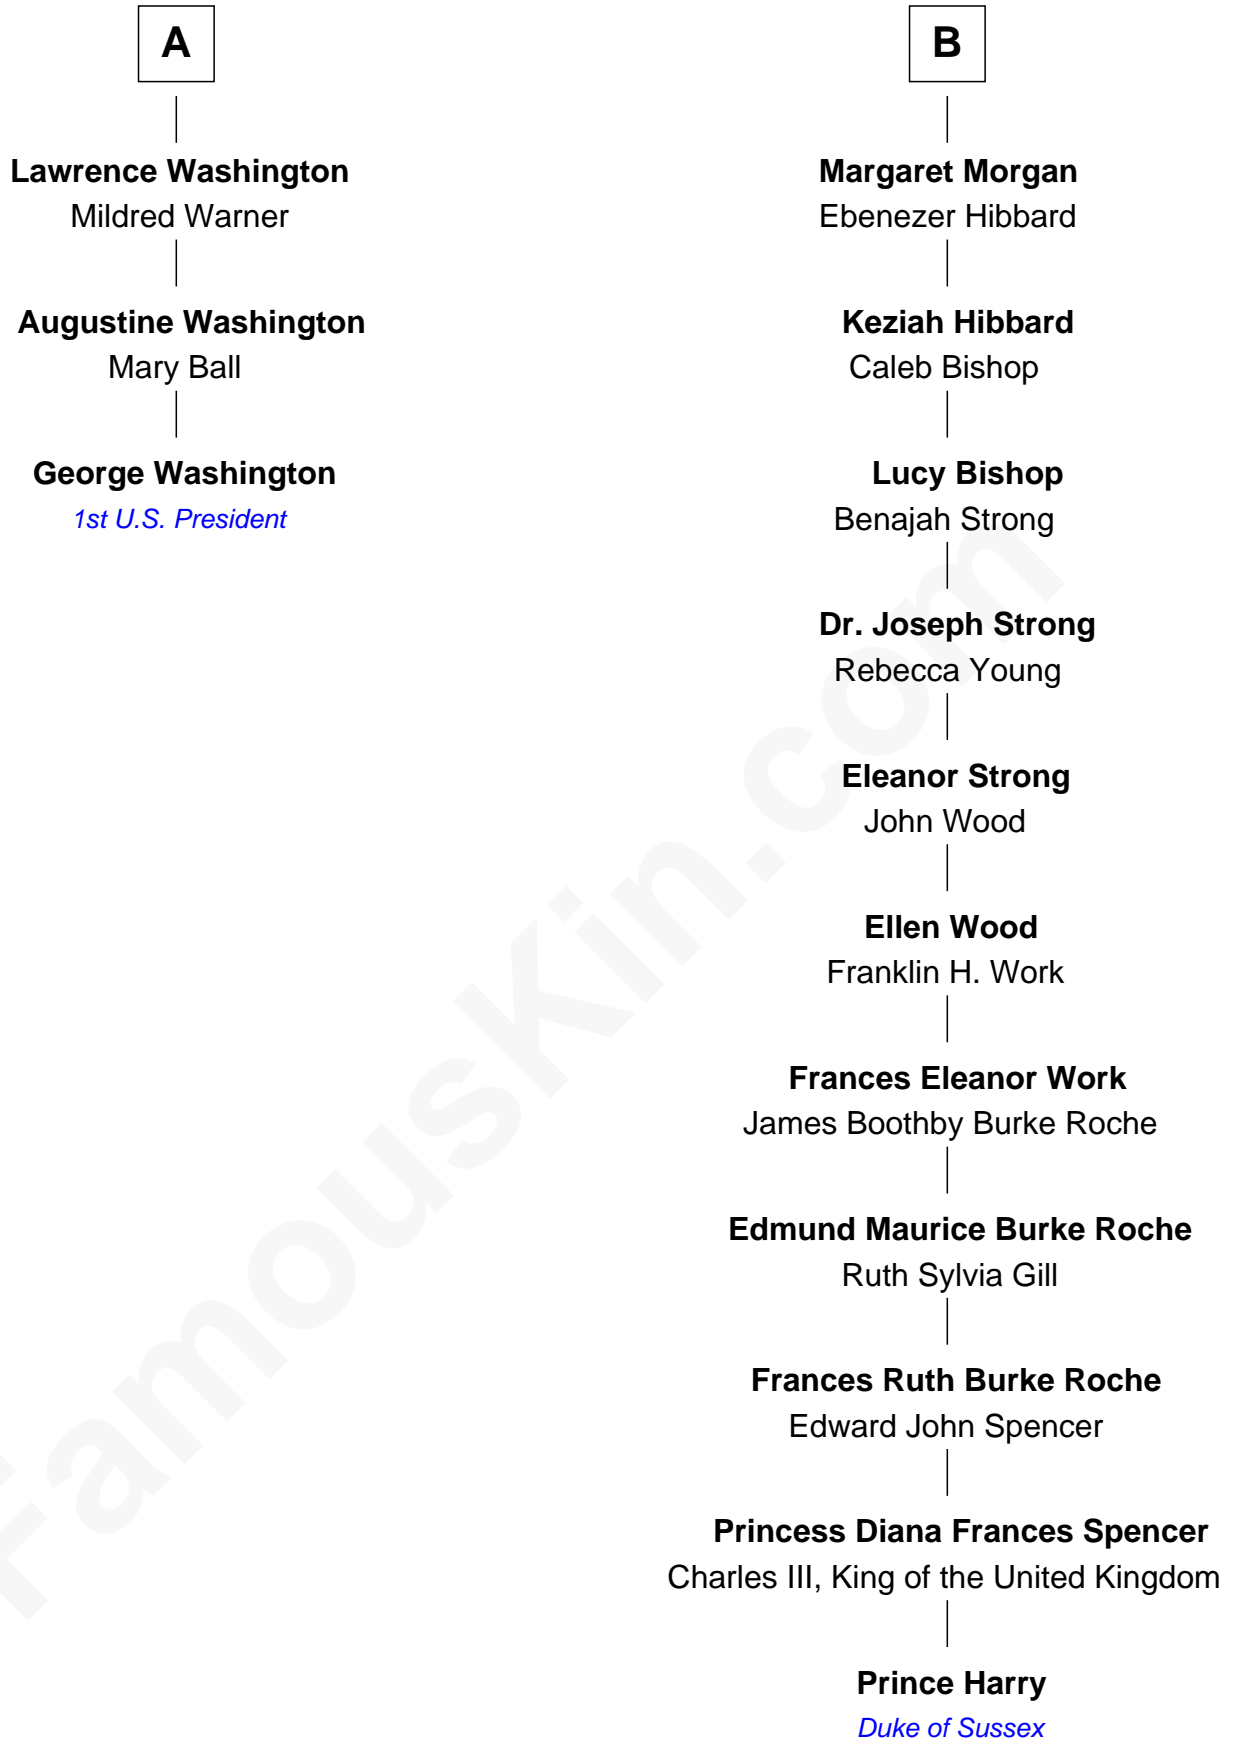 A
Lawrence Washington
Mildred Warner
Augustine Washington
Mary Ball
George Washington
1st U.S. President
B
Margaret Morgan
Ebenezer Hibbard
Keziah Hibbard
Caleb Bishop
Lucy Bishop
Benajah Strong
Dr. Joseph Strong
Rebecca Young
Eleanor Strong
John Wood
Ellen Wood
Franklin H. Work
Frances Eleanor Work
James Boothby Burke Roche
Edmund Maurice Burke Roche
Ruth Sylvia Gill
Frances Ruth Burke Roche
Edward John Spencer
Princess Diana Frances Spencer
Charles III, King of the United Kingdom
Prince Harry
Duke of Sussex
FamousKin.com